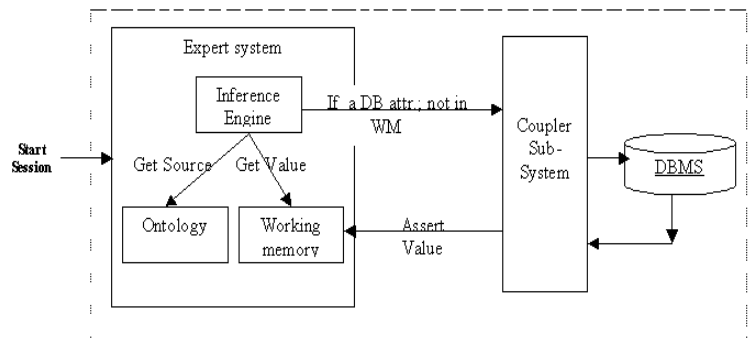 Expert system
Inference
Engine
If a DB attr.; not in
WM
Coupler
Sub-
System
DBMS
Start
Session
Get Source
Get Value
Ontology
Working
memory
Assert
Value